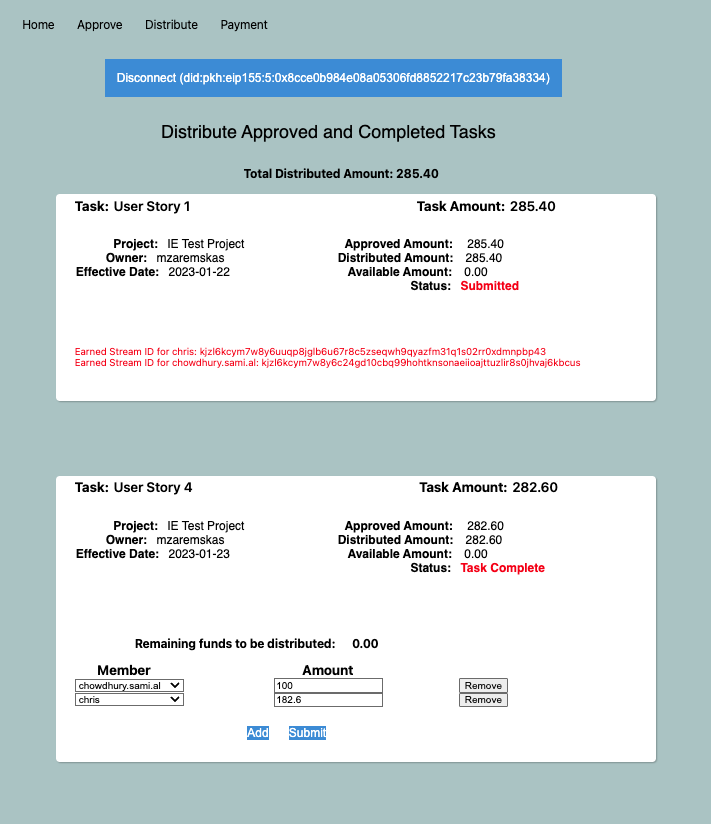 Home Approve Distribute Payment
Disconnect (did:pkh:eip155:5:0x8cce0b984e08a05306fd8852217c23b79fa38334)
Distribute Approved and Completed Tasks
Total Distributed Amount: 285.40
Task: User Story 1 Task Amount: 285.40
Project: IE Test Project Approved Amount: 285.40
Owner: mzaremskas Distributed Amount: 285.40
Effective Date: 2023-01-22 Available Amount: 0.00
Status: Submitted
Earned Stream ID for chris: kjzl6kcym7w8y6uuqp8jglb6u67r8c5zseqwh9qyazfm31q1s02rr0xdmnpbp43
Earned Stream ID for chowdhury.sami.al: kjzl6kcym7w8y6c24gd10cbq99hohtknsonaeiioajttuzlir8s0jhvaj6kbcus
Task: User Story 4 Task Amount: 282.60
Project: IE Test Project Approved Amount: 282.60
Owner: mzaremskas Distributed Amount: 282.60
Effective Date: 2023-01-23 Available Amount: 0.00
Status: Task Complete
Remaining funds to be distributed: 0.00
Member Amount
chowdhury.sami.al 100 Remove
chris 182.6 Remove
Add Submit